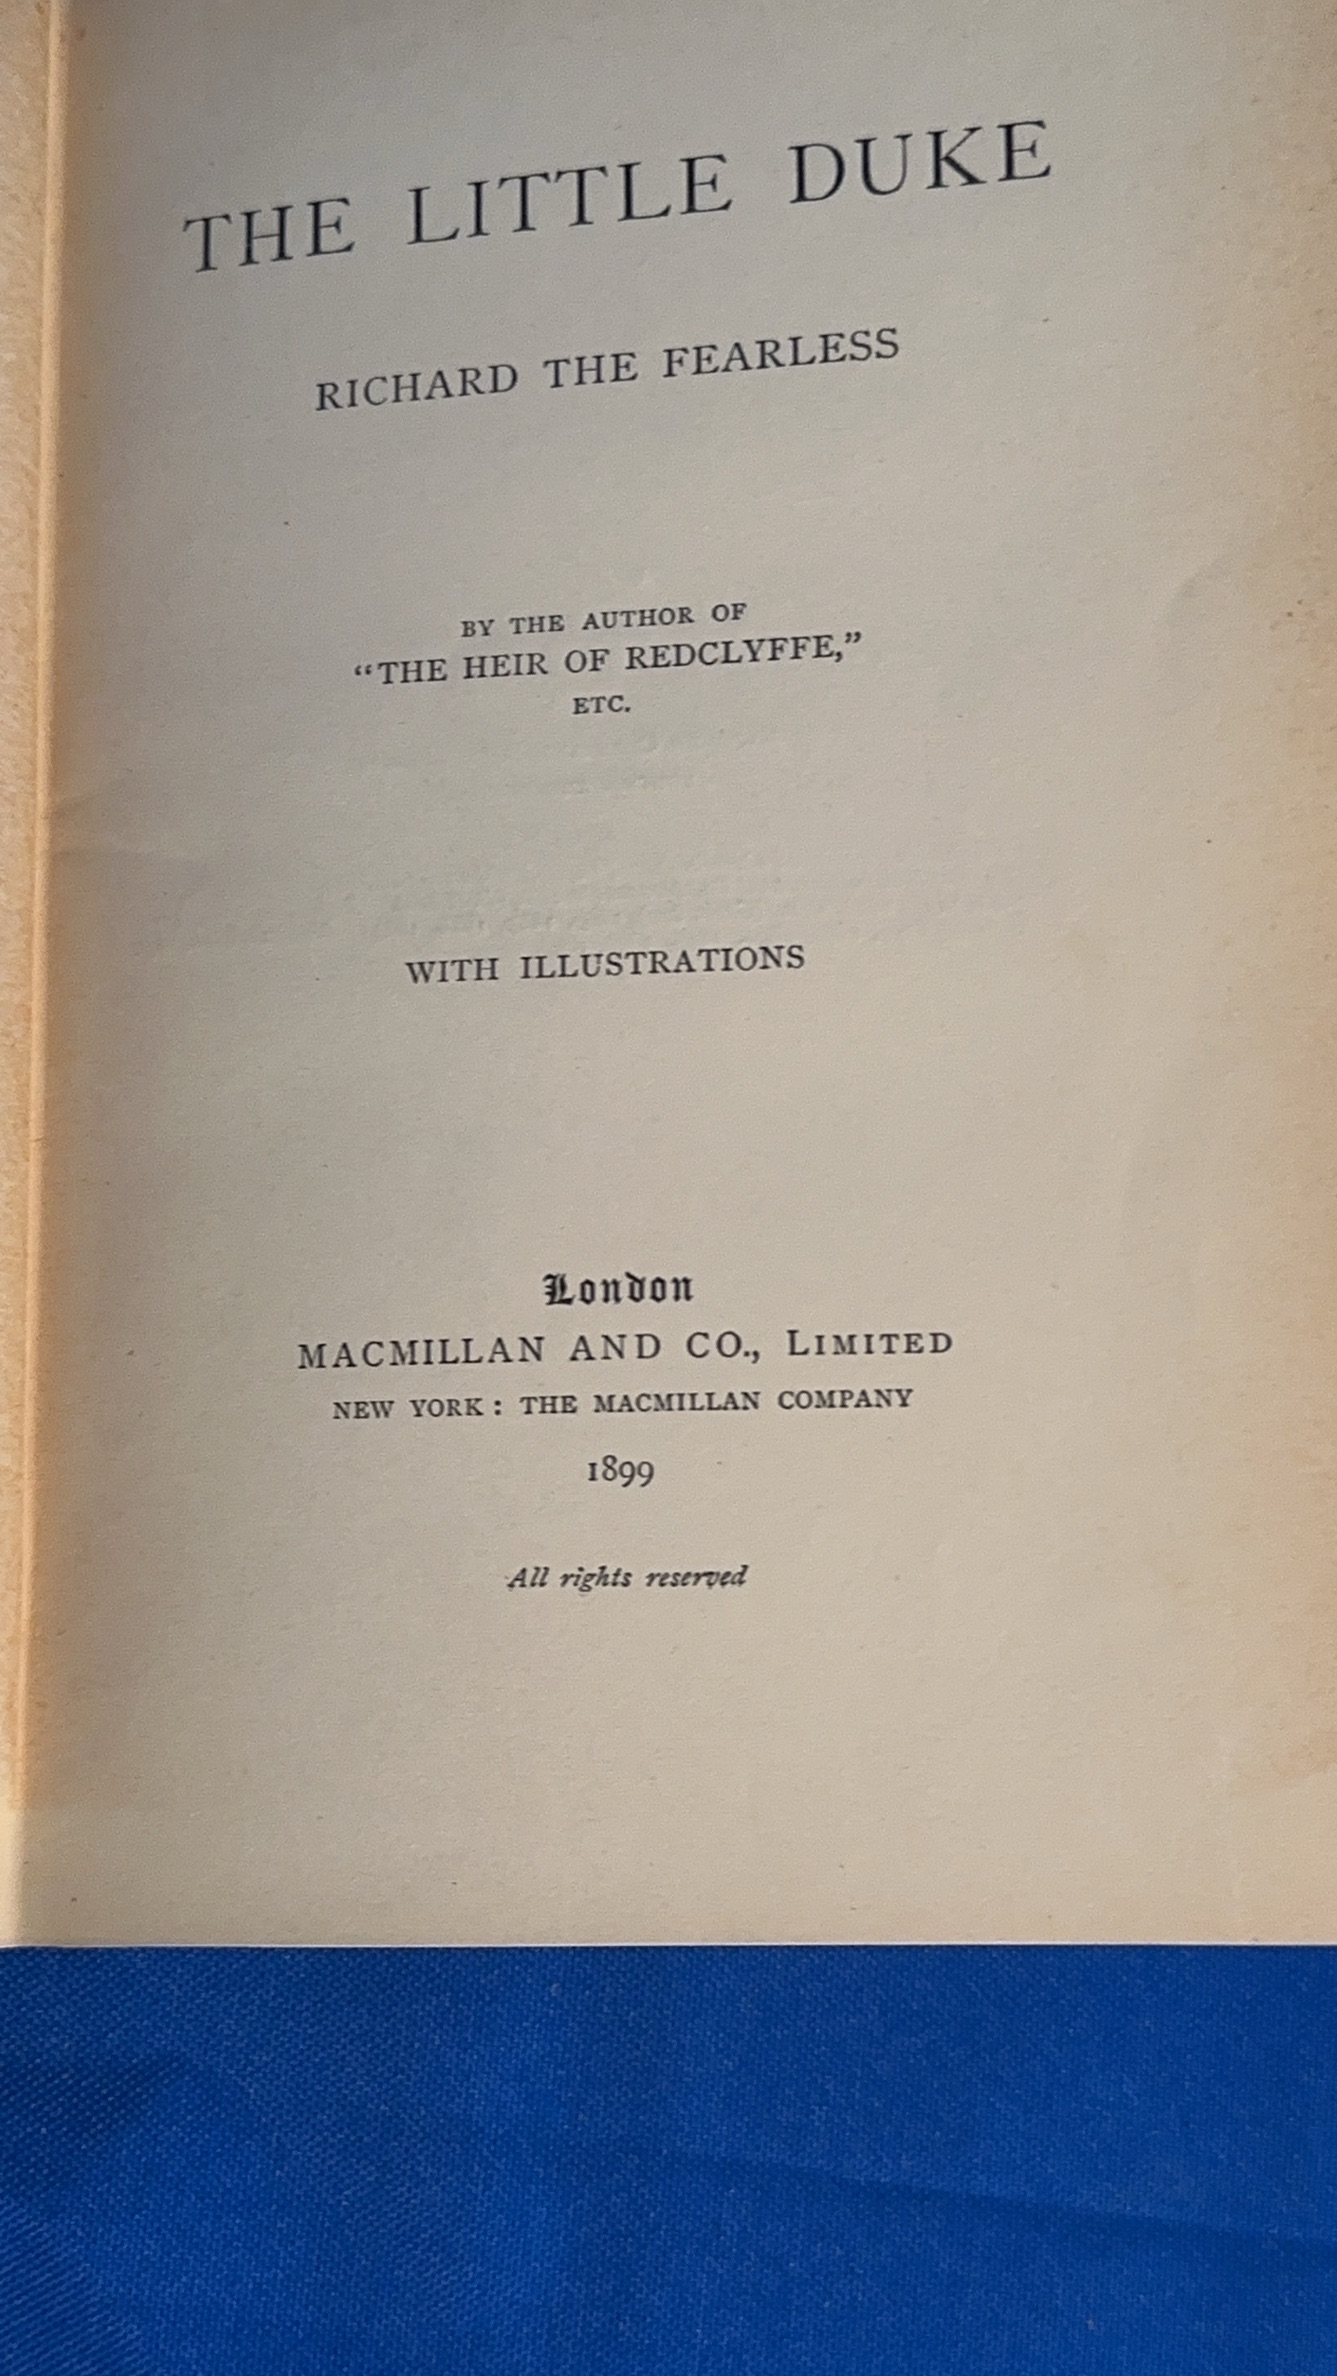 THE LITTLE DUKE
RICHARD THE FEARLESS
BY THE AUTHOR OF
“THE HEIR OF REDCLYFFE,”
ETC.
WITH ILLUSTRATIONS
London
MACMILLAN AND CO., LIMITED
NEW YORK : THE MACMILLAN COMPANY
1899
All rights reserved